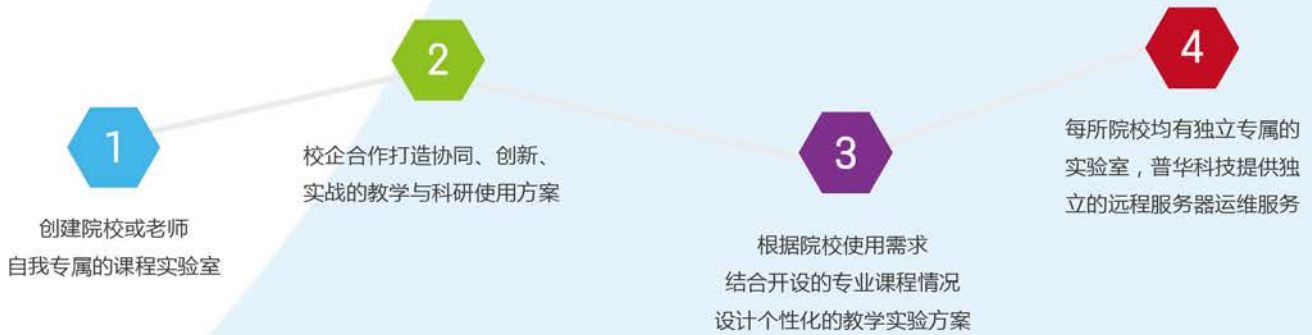 1
创建院校或老师
自我专属的课程实验室
2
校企合作打造协同、创新、
实战的教学与科研使用方案
3
根据院校使用需求
结合开设的专业课程情况
设计个性化的教学实验方案
4
每所院校均有独立专属的
实验室，普华科技提供独
立的远程服务器运维服务